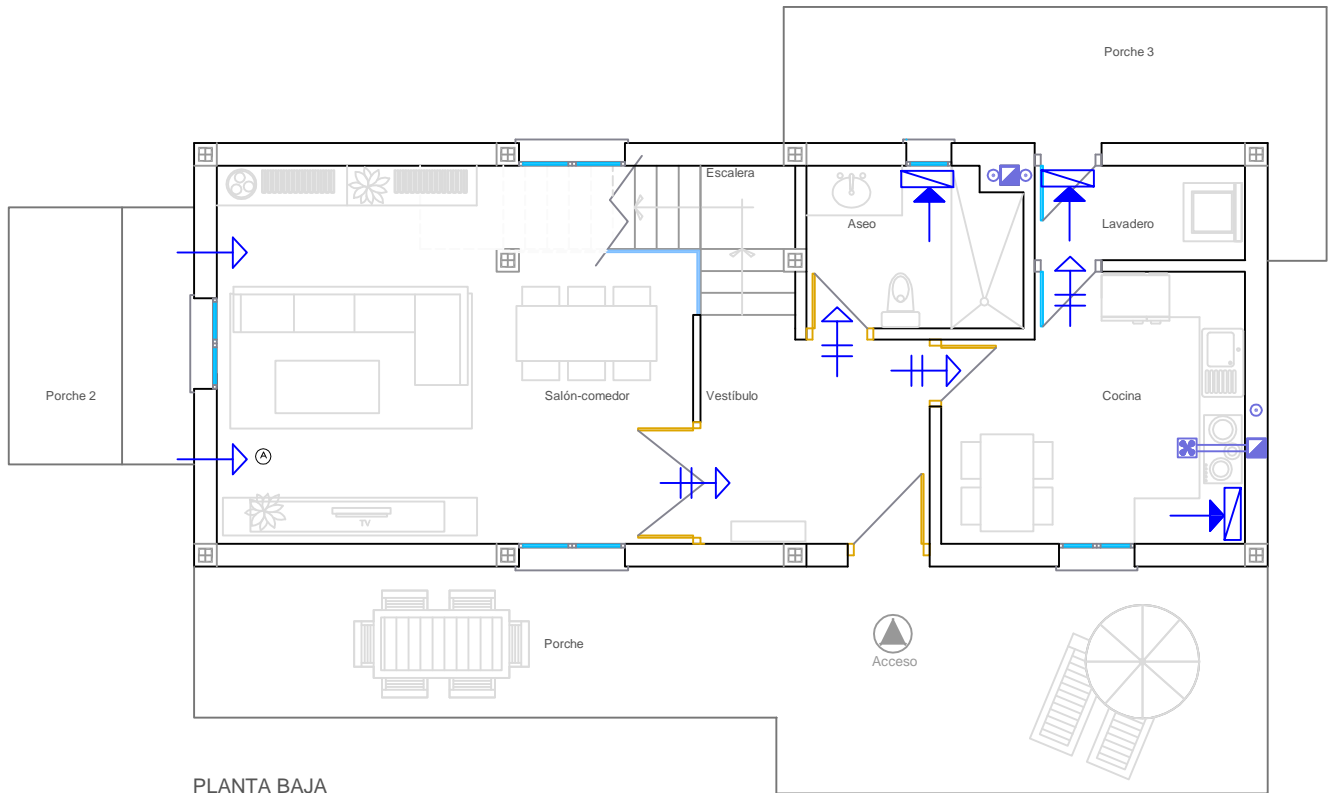 Porche 3
Escalera
Aseo
Lavadero
Porche 2
Salón-comedor
Vestíbulo
Cocina
A
TV
Porche
Acceso
PLANTA BAJA